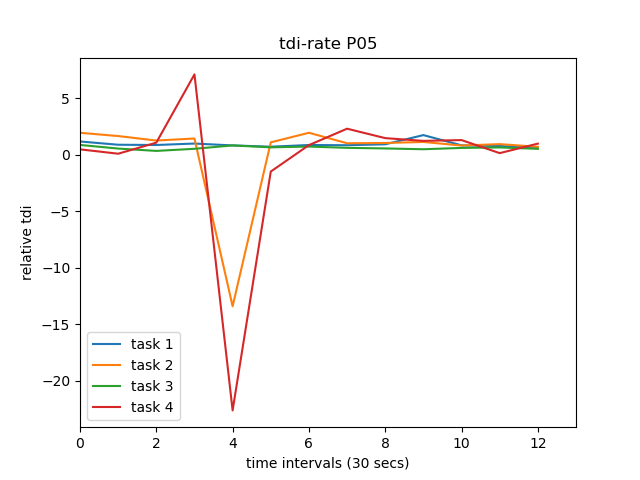 tdi-rate P05
relative tdi
5
0
−5
−10
−15
−20
task 1
task 2
task 3
task 4
0 2 4 6 8 10 12
time intervals (30 secs)